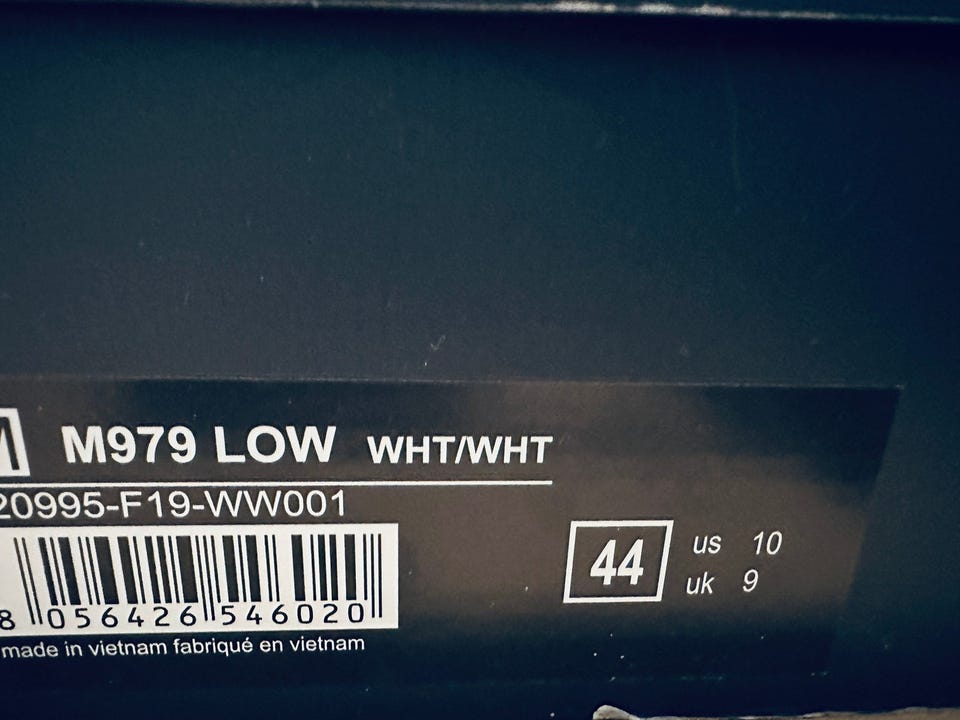 M979 LOW WHT/WHT
20995-F19-WW001
8 056426 546020
made in vietnam fabriqué en vietnam
44
us 10
uk 9